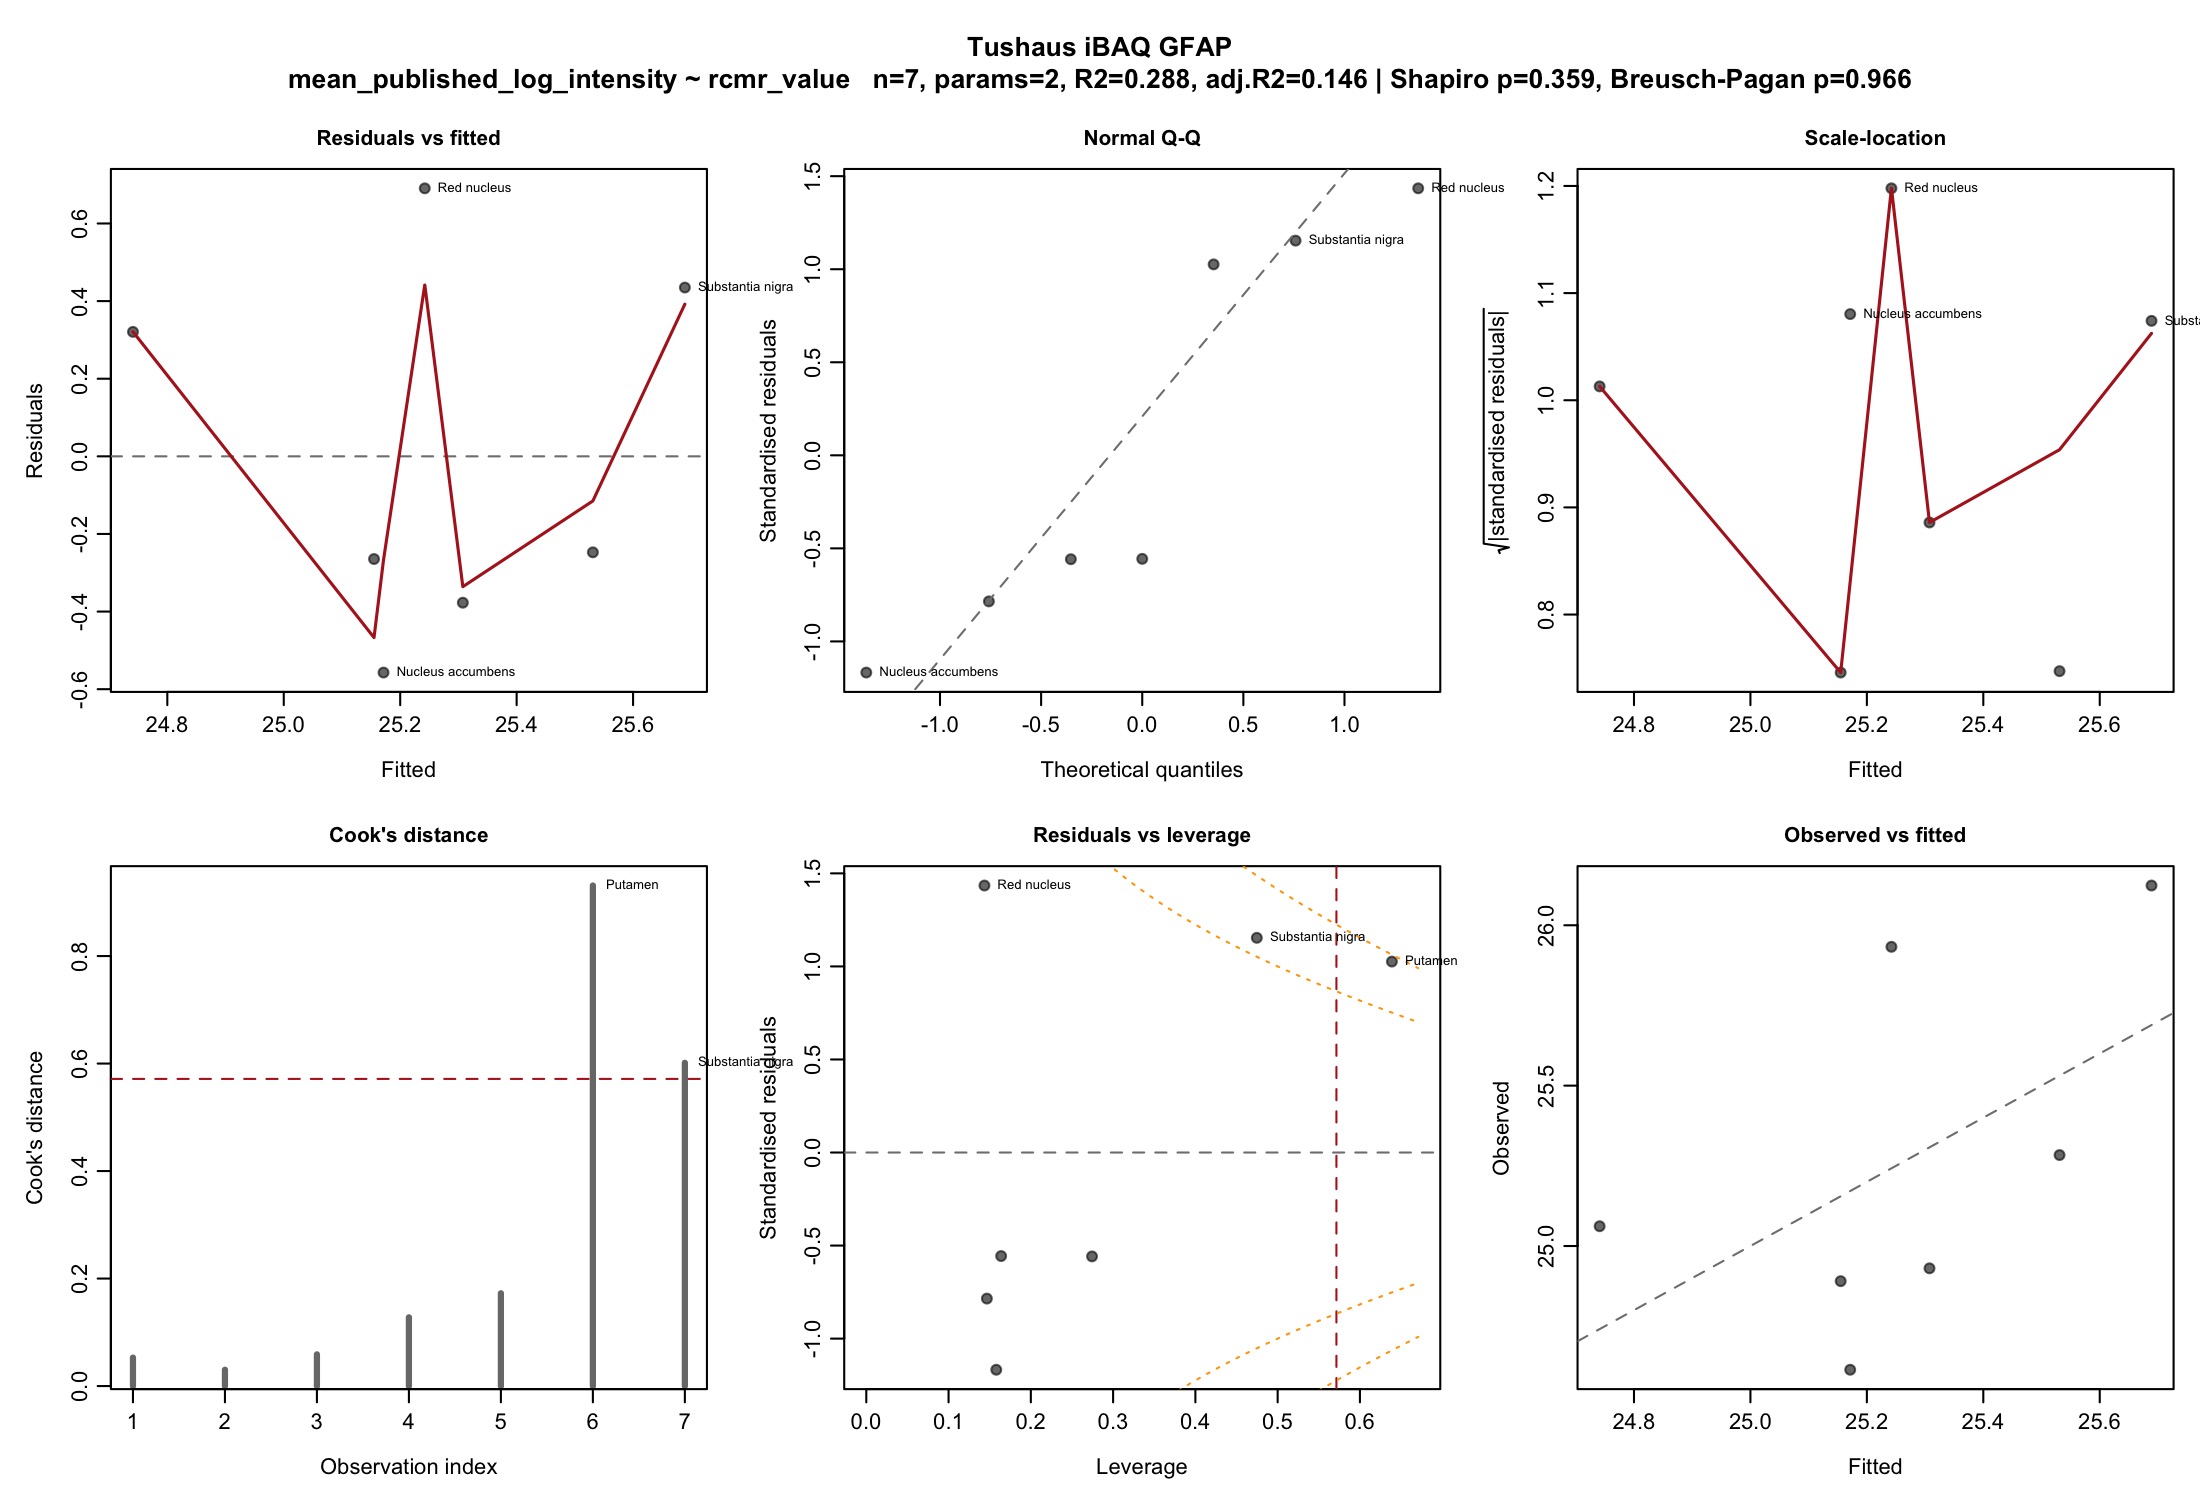 Tushaus iBAQ GFAP
mean_published_log_intensity ~ rcmr_value   n=7, params=2, R2=0.288, adj.R2=0.146 | Shapiro p=0.359, Breusch-Pagan p=0.966
Residuals vs fitted
Residuals
-0.6 -0.4 -0.2 0.0 0.2 0.4 0.6
Red nucleus
Substantia nigra
Nucleus accumbens
24.8 25.0 25.2 25.4 25.6
Fitted
Normal Q-Q
Standardised residuals
-1.0 -0.5 0.0 0.5 1.0 1.5
Red nucleus
Substantia nigra
Nucleus accumbens
-1.0 -0.5 0.0 0.5 1.0
Theoretical quantiles
Scale-location
√|standardised residuals|
0.8 0.9 1.0 1.1 1.2
Red nucleus
Nucleus accumbens
Subst
24.8 25.0 25.2 25.4 25.6
Fitted
Cook's distance
Cook's distance
0.0 0.2 0.4 0.6 0.8
Putamen
Substantia nigra
1 2 3 4 5 6 7
Observation index
Residuals vs leverage
Standardised residuals
-1.0 -0.5 0.0 0.5 1.0 1.5
Red nucleus
Substantia nigra
Putamen
0.0 0.1 0.2 0.3 0.4 0.5 0.6
Leverage
Observed vs fitted
Observed
25.0 25.5 26.0
24.8 25.0 25.2 25.4 25.6
Fitted